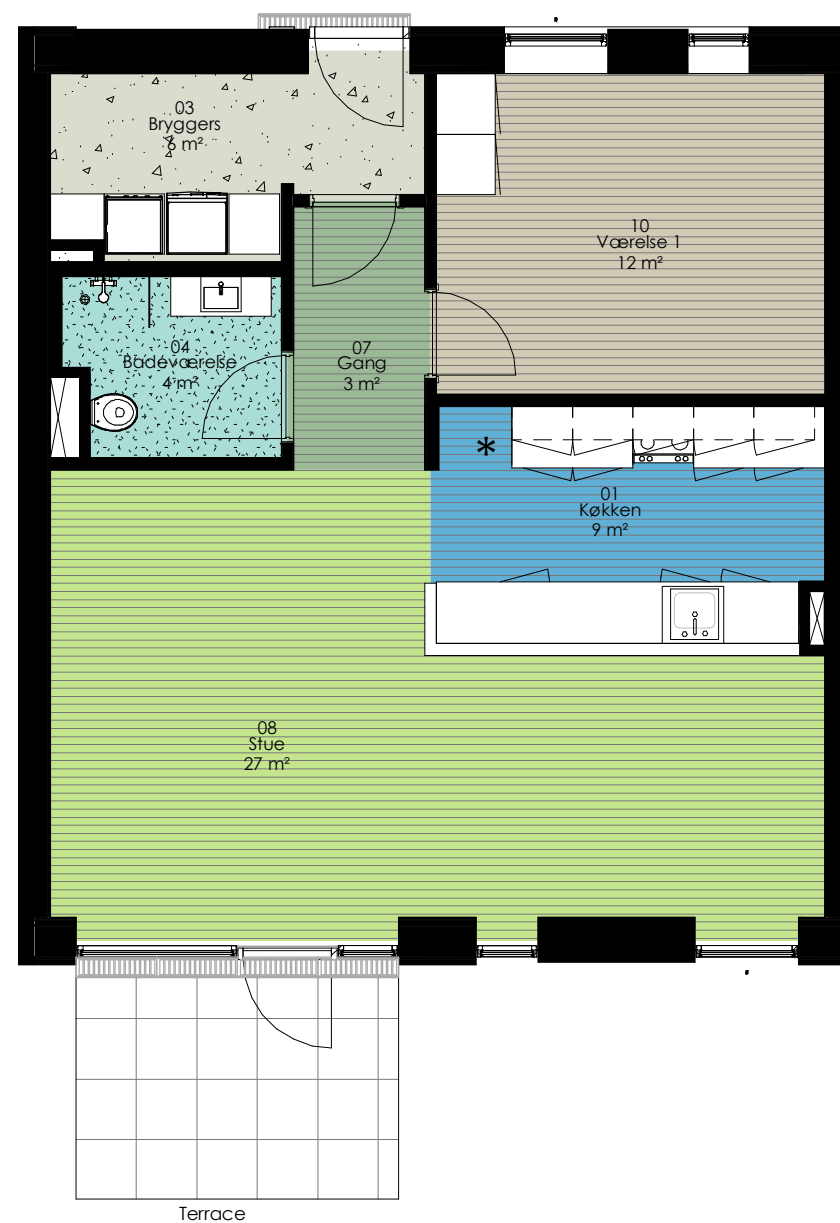 03
Bryggers
6 m²
10
Værelse 1
12 m²
04
Badeværelse
4 m²
07
Gang
3 m²
*
01
Køkken
9 m²
08
Stue
27 m²
Terrace